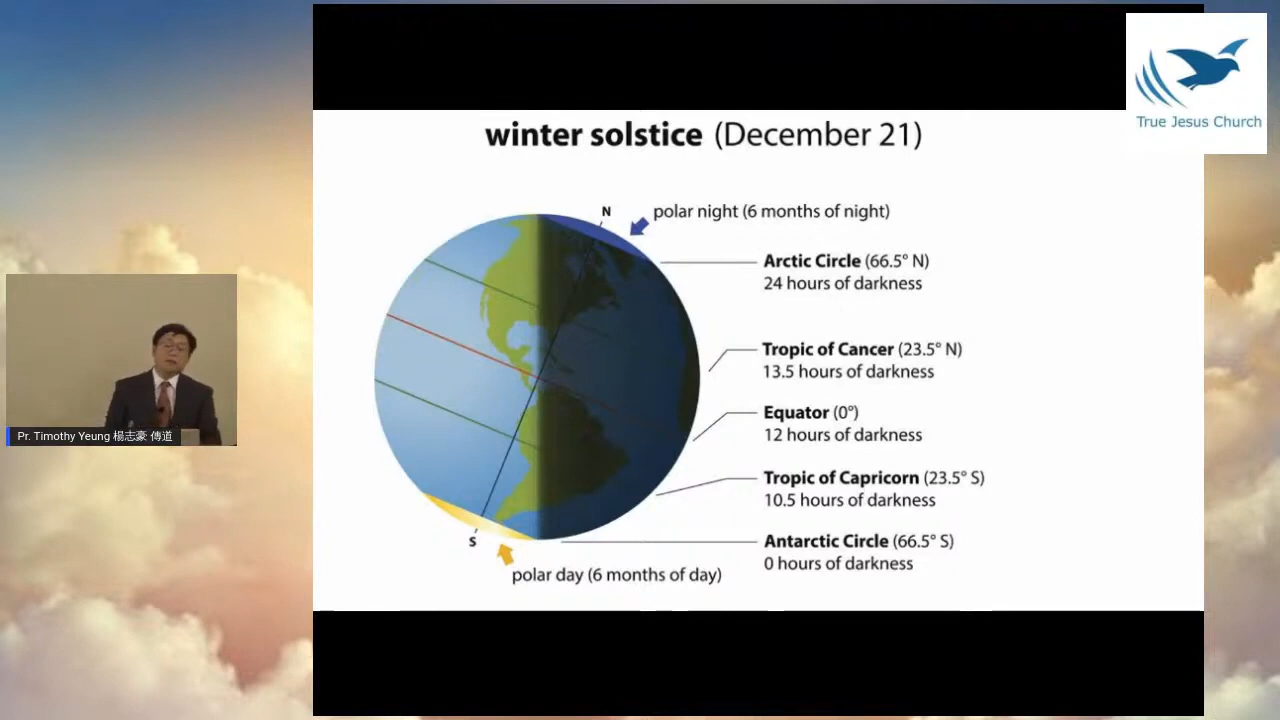 True Jesus Church
winter solstice (December 21)
N
polar night (6 months of night)
Arctic Circle (66.5° N)
24 hours of darkness
Tropic of Cancer (23.5° N)
13.5 hours of darkness
Equator (0°)
12 hours of darkness
Tropic of Capricorn (23.5° S)
10.5 hours of darkness
Antarctic Circle (66.5° S)
0 hours of darkness
S
polar day (6 months of day)
Pr. Timothy Yeung 楊志豪 傳道